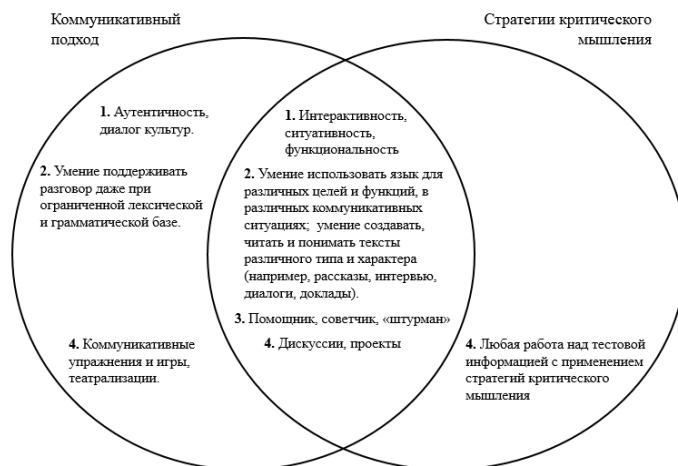 Коммуникативный
подход
Стратегии критического
мышления
1. Аутентичность,
диалог культур.
2. Умение поддерживать
разговор даже при
ограниченной лексической
и грамматической базе.
4. Коммуникативные
упражнения и игры,
театрализации.
1. Интерактивность,
ситуативность,
функциональность
2. Умение использовать язык для
различных целей и функций, в
различных коммуникативных
ситуациях; умение создавать,
читать и понимать тексты
различного типа и характера
(например, рассказы, интервью,
диалоги, доклады).
3. Помощник, советчик, «штурман»
4. Дискуссии, проекты
4. Любая работа над тестовой
информацией с применением
стратегий критического
мышления